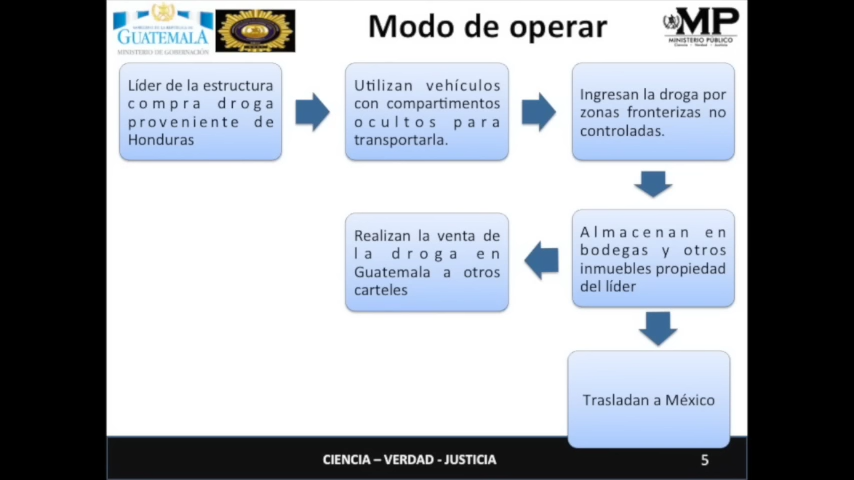 MINISTERIO DE GOBERNACIÓN
GUATEMALA
Modo de operar
MP
MINISTERIO PÚBLICO
Líder de la estructura
compra droga
proveniente de
Honduras
Utilizan vehículos
con compartimentos
ocultos para
transportarla.
Ingresan la droga por
zonas fronterizas no
controladas.
Realizan la venta de
la droga en
Guatemala a otros
carteles
Almacenan en
bodegas y otros
inmuebles propiedad
del líder
Trasladan a México
CIENCIA – VERDAD - JUSTICIA
5